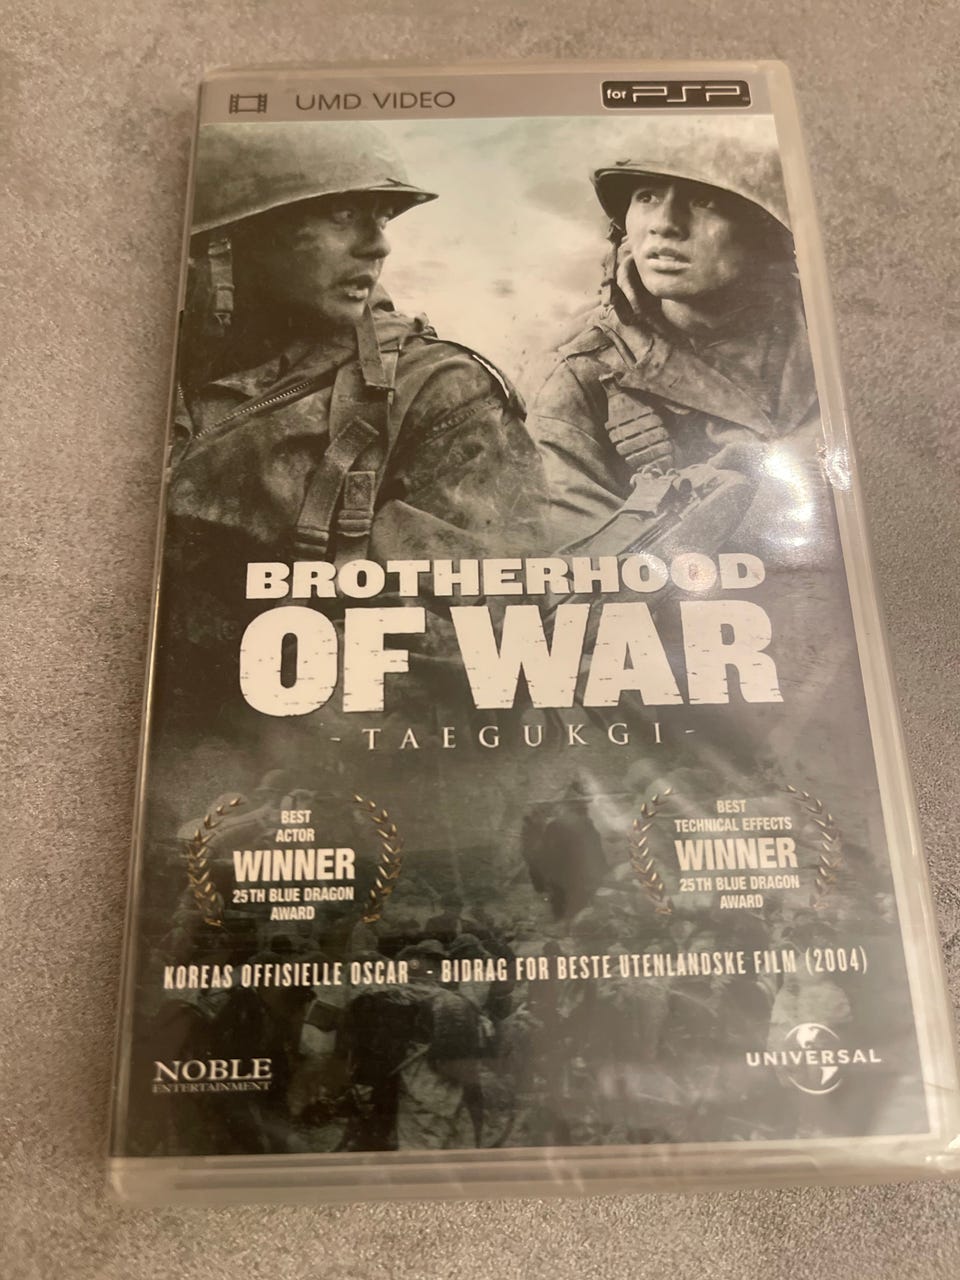 UMD VIDEO
for PSP
BROTHERHOOD
OF WAR
- TAEGUKGI -
BEST
ACTOR
WINNER
25TH BLUE DRAGON
AWARD
BEST
TECHNICAL EFFECTS
WINNER
25TH BLUE DRAGON
AWARD
KOREAS OFFISIELLE OSCAR® - BIDRAG FOR BESTE UTENLANDSKE FILM (2004)
NOBLE
ENTERTAINMENT
UNIVERSAL